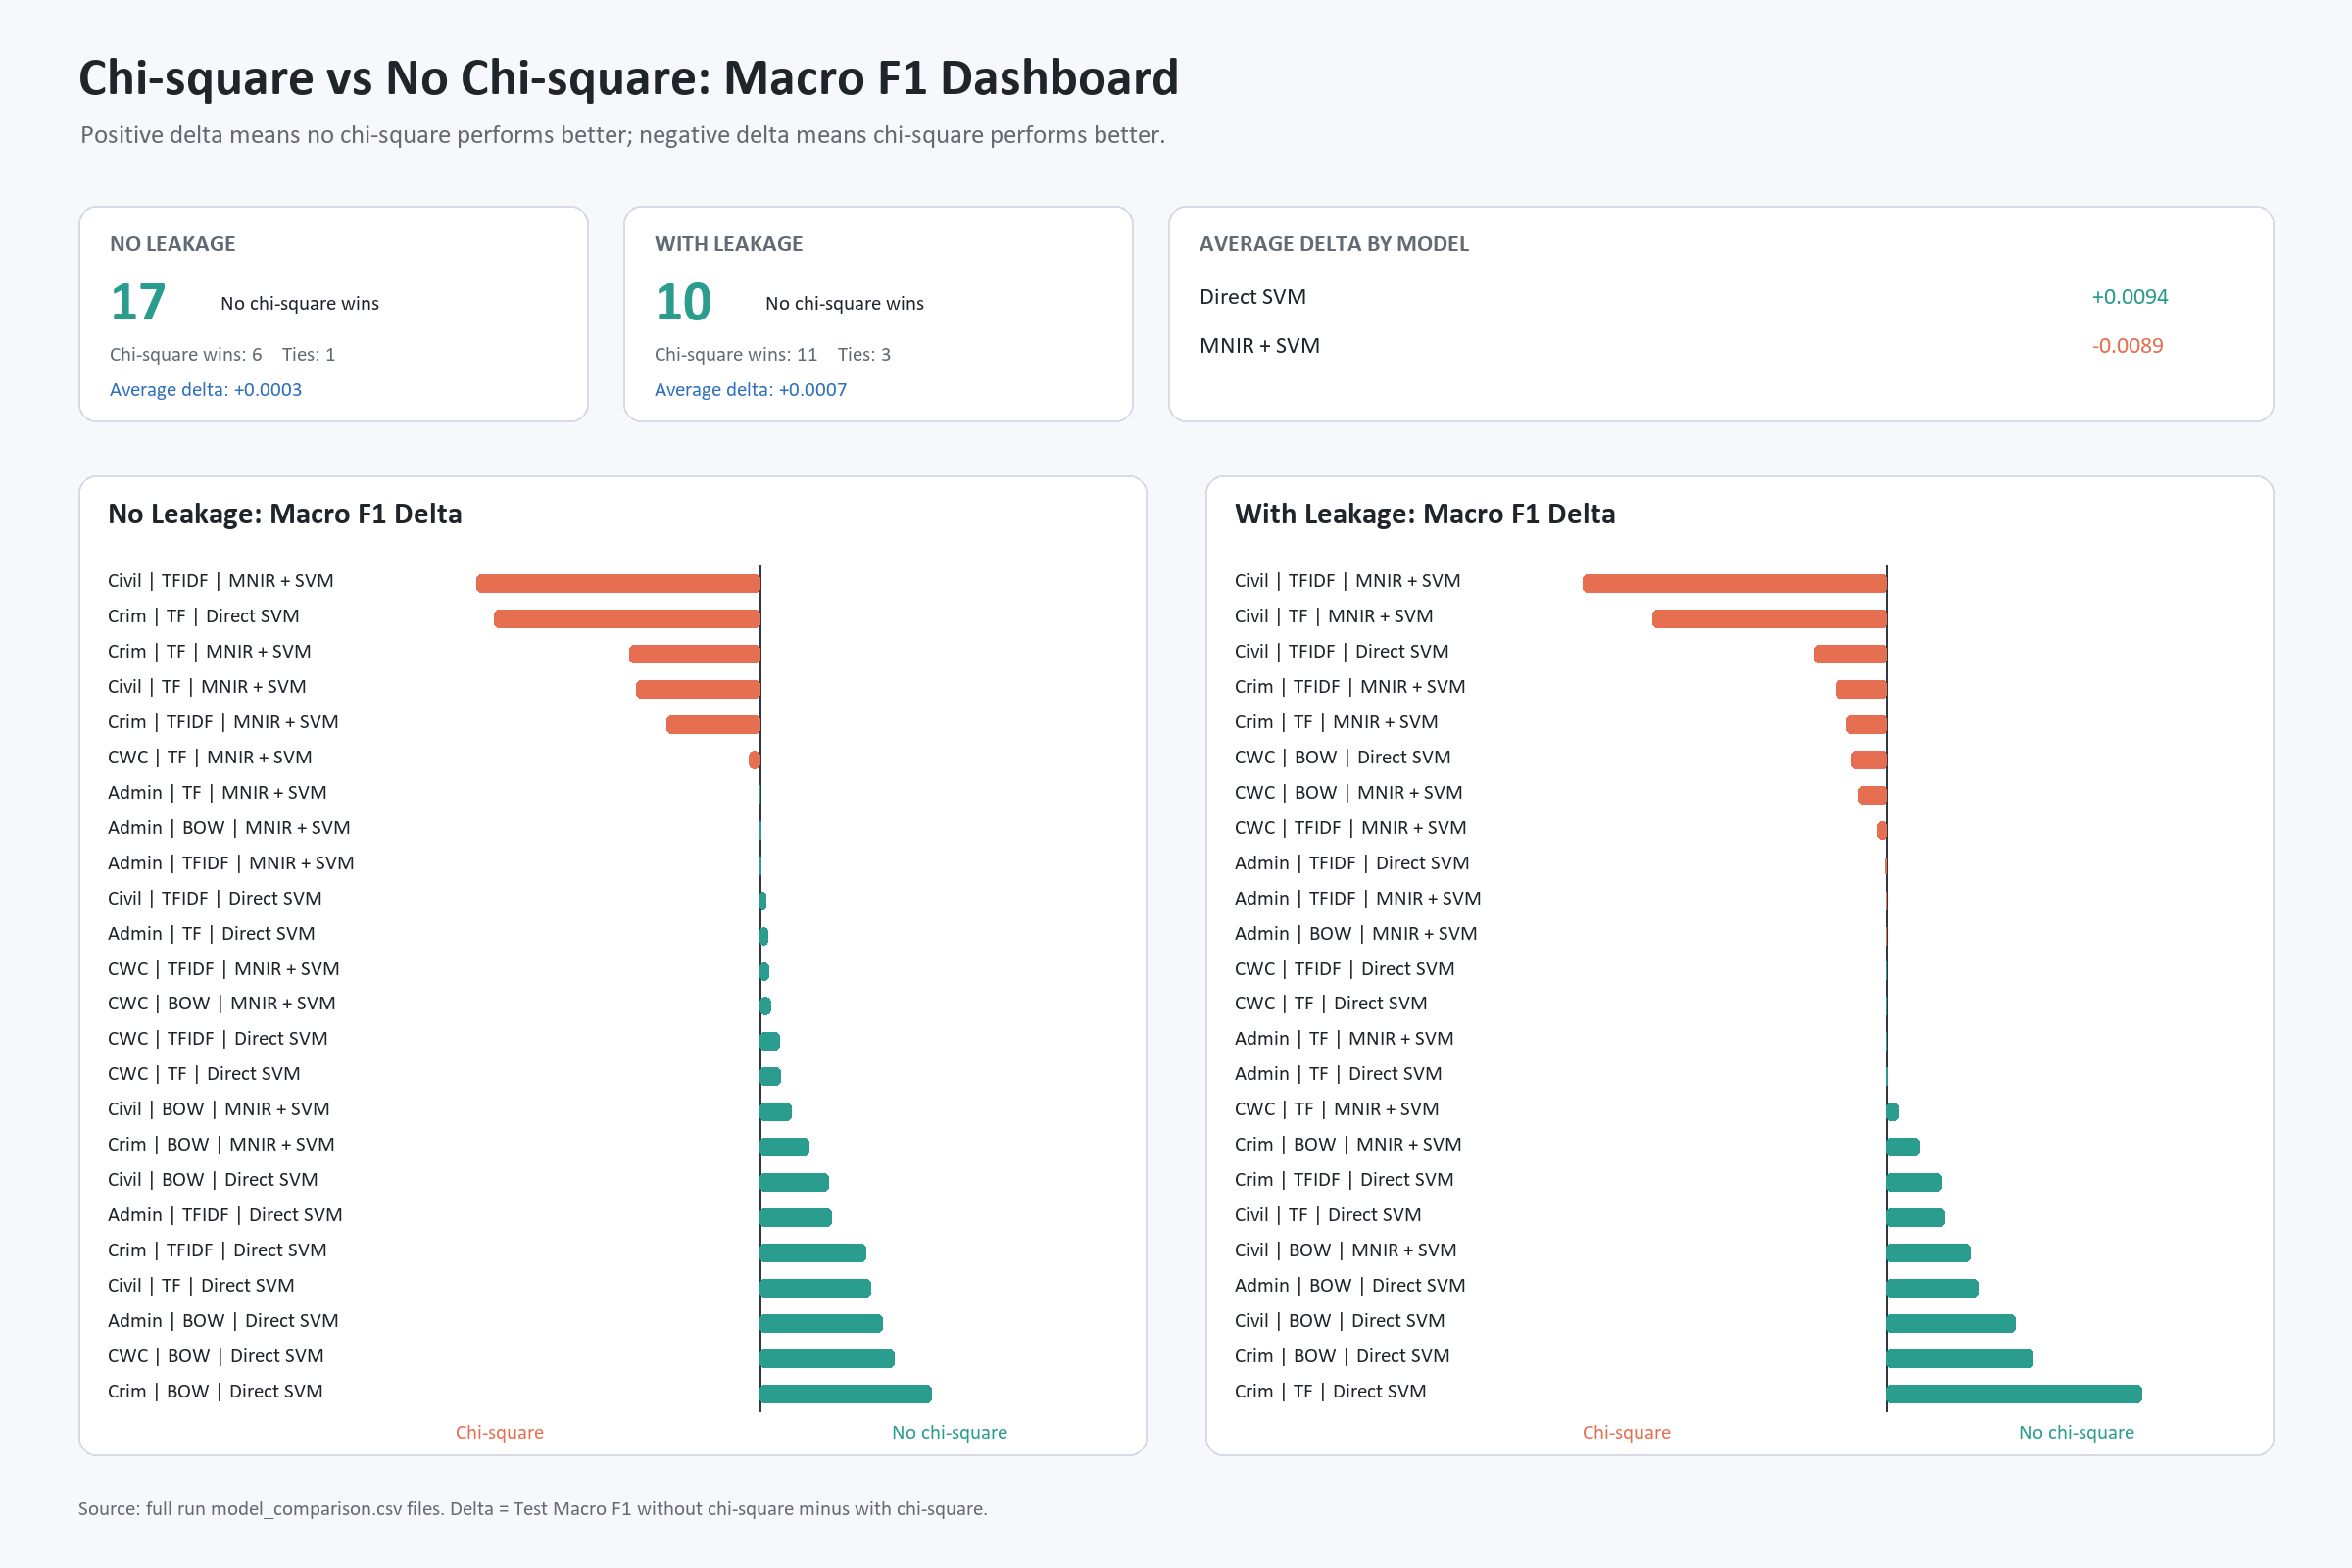 Chi-square vs No Chi-square: Macro F1 Dashboard
Positive delta means no chi-square performs better; negative delta means chi-square performs better.
NO LEAKAGE
17 No chi-square wins
Chi-square wins: 6 Ties: 1
Average delta: +0.0003
WITH LEAKAGE
10 No chi-square wins
Chi-square wins: 11 Ties: 3
Average delta: +0.0007
AVERAGE DELTA BY MODEL
Direct SVM +0.0094
MNIR + SVM -0.0089
No Leakage: Macro F1 Delta
Civil | TFIDF | MNIR + SVM
Crim | TF | Direct SVM
Crim | TF | MNIR + SVM
Civil | TF | MNIR + SVM
Crim | TFIDF | MNIR + SVM
CWC | TF | MNIR + SVM
Admin | TF | MNIR + SVM
Admin | BOW | MNIR + SVM
Admin | TFIDF | MNIR + SVM
Civil | TFIDF | Direct SVM
Admin | TF | Direct SVM
CWC | TFIDF | MNIR + SVM
CWC | BOW | MNIR + SVM
CWC | TFIDF | Direct SVM
CWC | TF | Direct SVM
Civil | BOW | MNIR + SVM
Crim | BOW | MNIR + SVM
Civil | BOW | Direct SVM
Admin | TFIDF | Direct SVM
Crim | TFIDF | Direct SVM
Civil | TF | Direct SVM
Admin | BOW | Direct SVM
CWC | BOW | Direct SVM
Crim | BOW | Direct SVM
Chi-square No chi-square
With Leakage: Macro F1 Delta
Civil | TFIDF | MNIR + SVM
Civil | TF | MNIR + SVM
Civil | TFIDF | Direct SVM
Crim | TFIDF | MNIR + SVM
Crim | TF | MNIR + SVM
CWC | BOW | Direct SVM
CWC | BOW | MNIR + SVM
CWC | TFIDF | MNIR + SVM
Admin | TFIDF | Direct SVM
Admin | TFIDF | MNIR + SVM
Admin | BOW | MNIR + SVM
CWC | TFIDF | Direct SVM
CWC | TF | Direct SVM
Admin | TF | MNIR + SVM
Admin | TF | Direct SVM
CWC | TF | MNIR + SVM
Crim | BOW | MNIR + SVM
Crim | TFIDF | Direct SVM
Civil | TF | Direct SVM
Civil | BOW | MNIR + SVM
Admin | BOW | Direct SVM
Civil | BOW | Direct SVM
Crim | BOW | Direct SVM
Crim | TF | Direct SVM
Chi-square No chi-square
Source: full run model_comparison.csv files. Delta = Test Macro F1 without chi-square minus with chi-square.